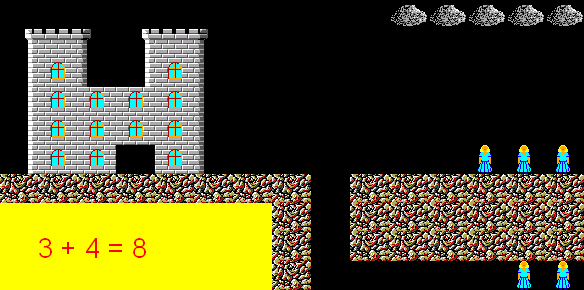 3 + 4 = 8